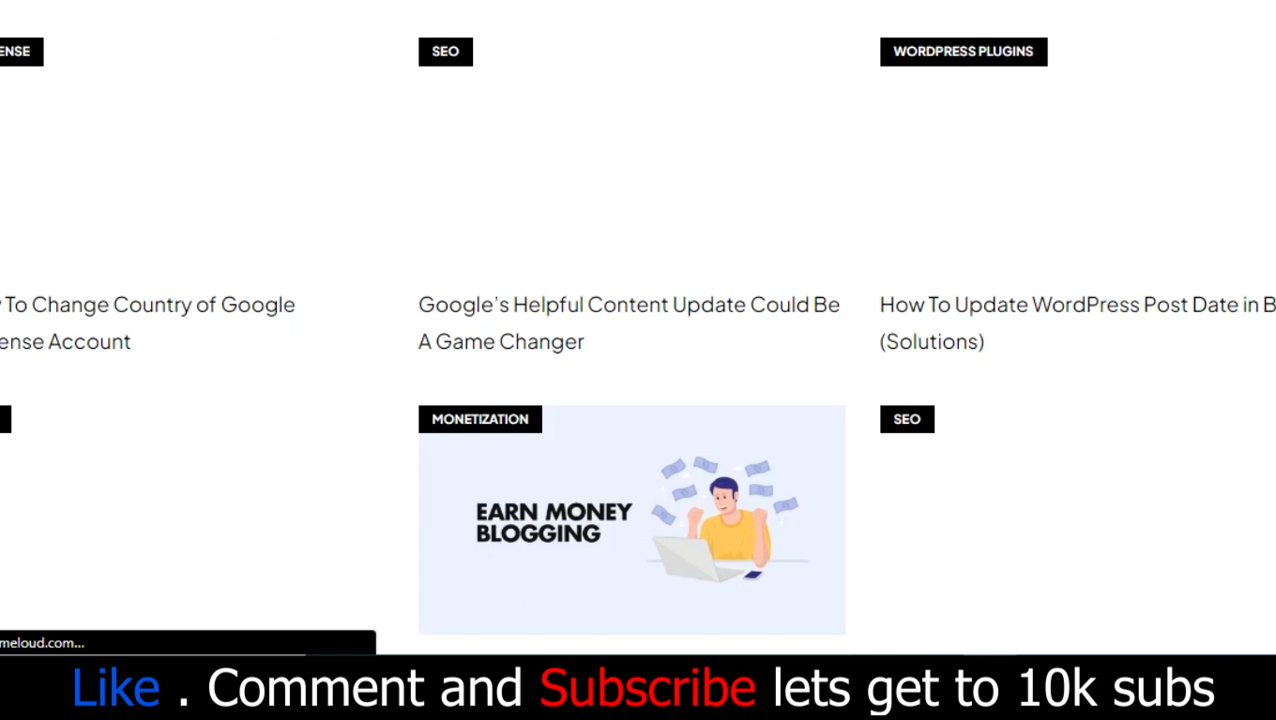 ENSE
SEO
WORDPRESS PLUGINS
To Change Country of Google
ense Account
Google’s Helpful Content Update Could Be
A Game Changer
How To Update WordPress Post Date in B
(Solutions)
MONETIZATION
SEO
EARN MONEY
BLOGGING
meloud.com...
Like . Comment and Subscribe lets get to 10k subs